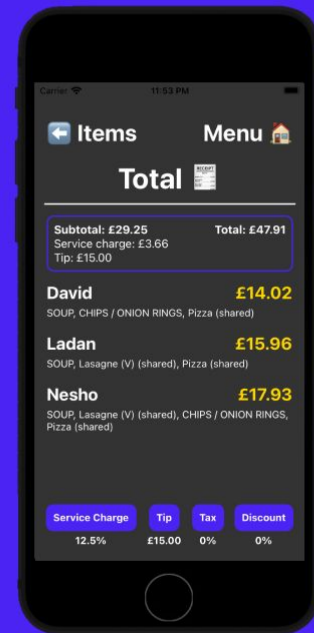 Carrier 11:53 PM
Items Menu
Total
RECEIPT
Subtotal: £29.25 Total: £47.91
Service charge: £3.66
Tip: £15.00
David £14.02
SOUP, CHIPS / ONION RINGS, Pizza (shared)
Ladan £15.96
SOUP, Lasagne (V) (shared), Pizza (shared)
Nesho £17.93
SOUP, Lasagne (V) (shared), CHIPS / ONION RINGS,
Pizza (shared)
Service Charge Tip Tax Discount
12.5% £15.00 0% 0%